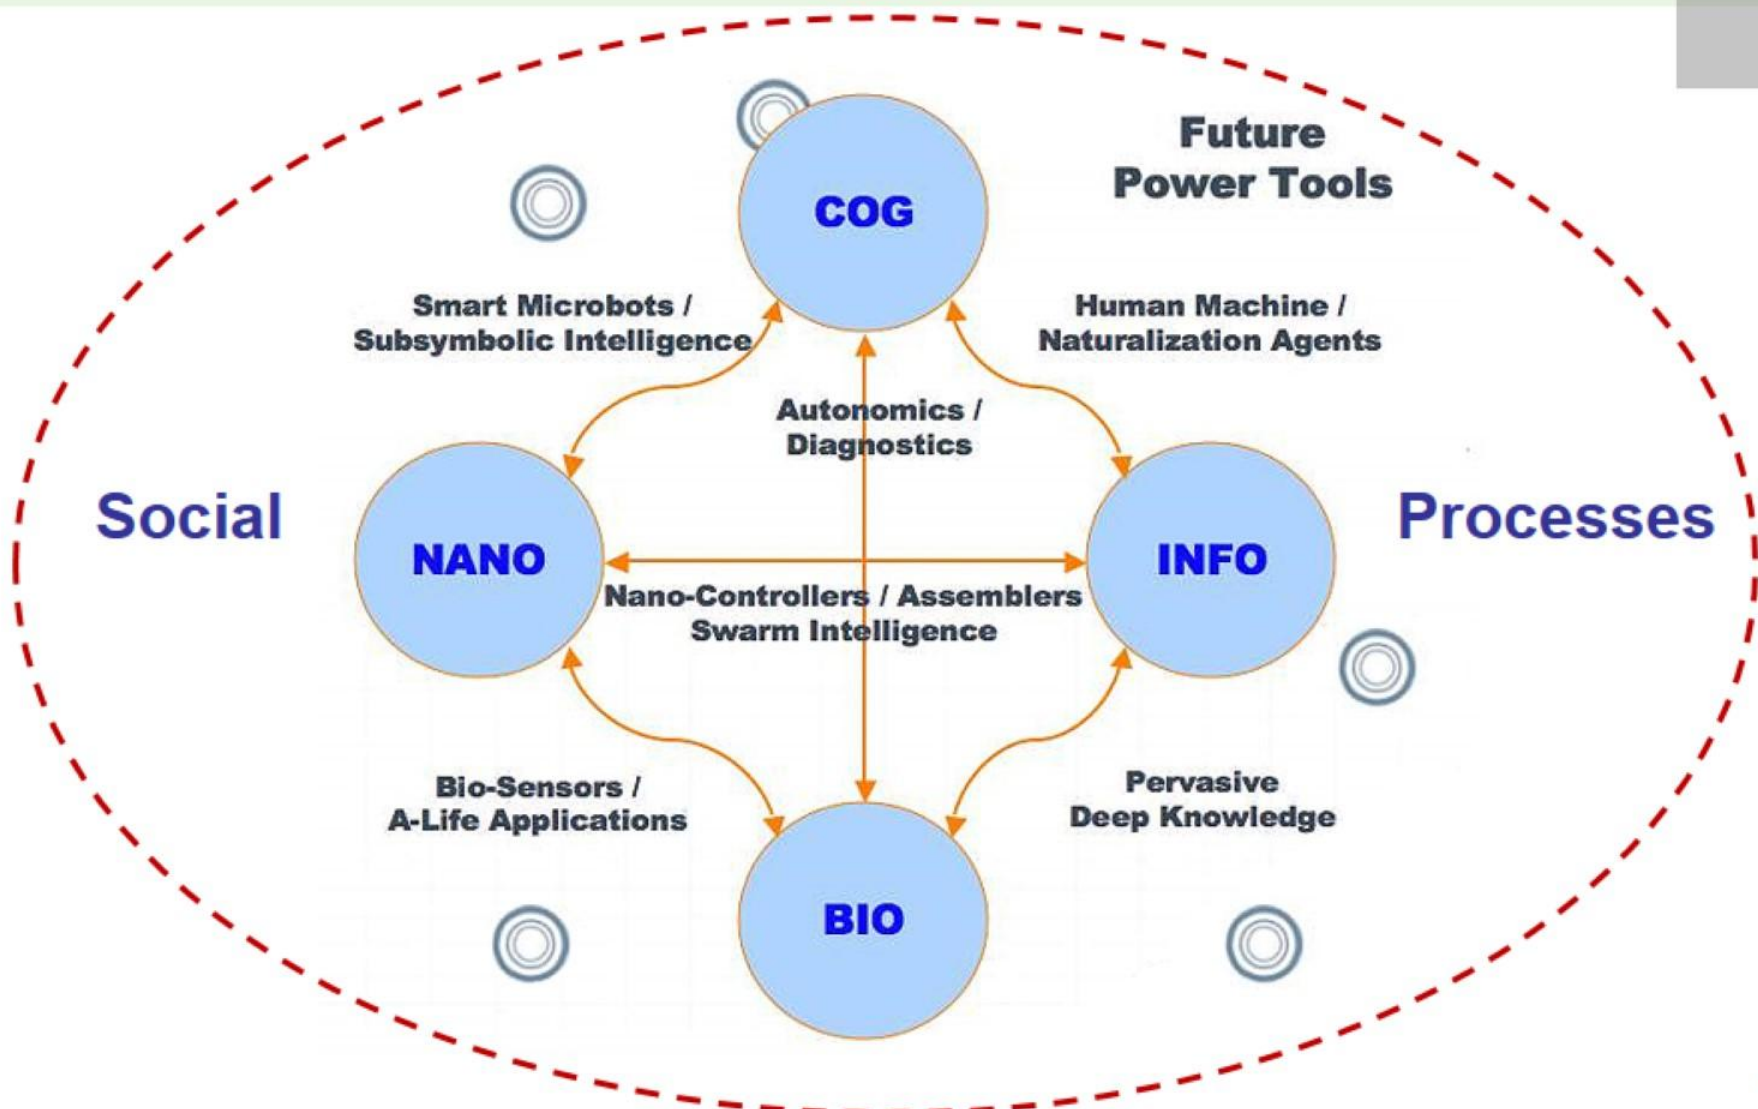 Future
Power Tools
COG
Smart Microbots /
Subsymbolic Intelligence
Human Machine /
Naturalization Agents
Autonomics /
Diagnostics
Social
Processes
NANO
INFO
Nano-Controllers / Assemblers
Swarm Intelligence
Bio-Sensors /
A-Life Applications
Pervasive
Deep Knowledge
BIO